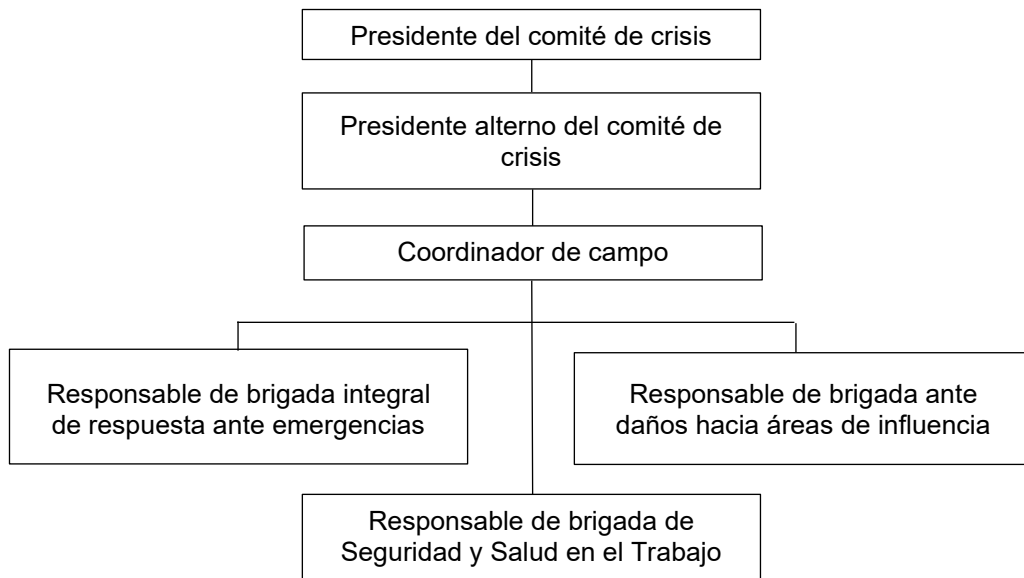 Presidente del comité de crisis
Presidente alterno del comité de
crisis
Coordinador de campo
Responsable de brigada integral
de respuesta ante emergencias
Responsable de brigada ante
daños hacia áreas de influencia
Responsable de brigada de
Seguridad y Salud en el Trabajo